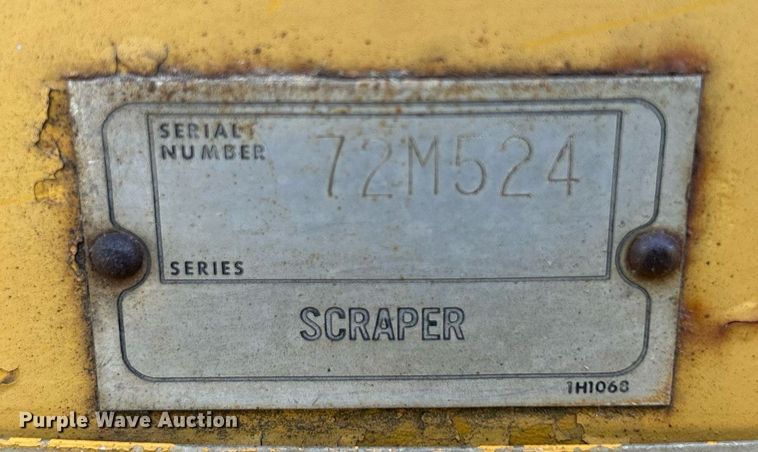 SERIAL
NUMBER 72M524
SERIES
SCRAPER
1H1068
Purple Wave Auction